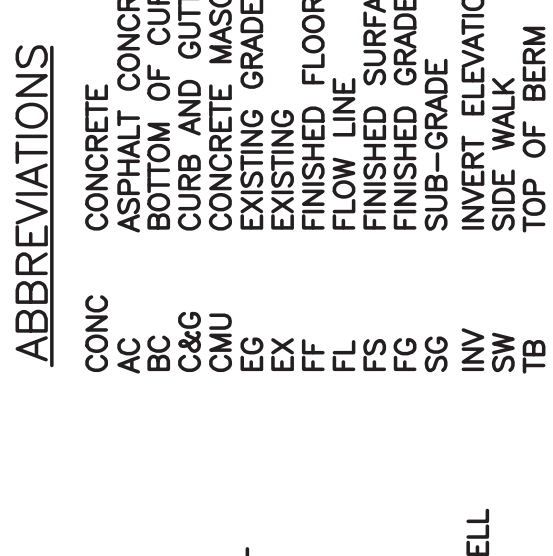 ABBREVIATIONS
CONC CONCRETE
AC ASPHALT CONCR
BC BOTTOM OF CUR
C&G CURB AND GUTT
CMU CONCRETE MASO
EG EXISTING GRADE
EX EXISTING
FF FINISHED FLOOR
FL FLOW LINE
FS FINISHED SURFA
FG FINISHED GRADE
SG SUB-GRADE
INV INVERT ELEVATIO
SW SIDE WALK
TB TOP OF BERM
ELL